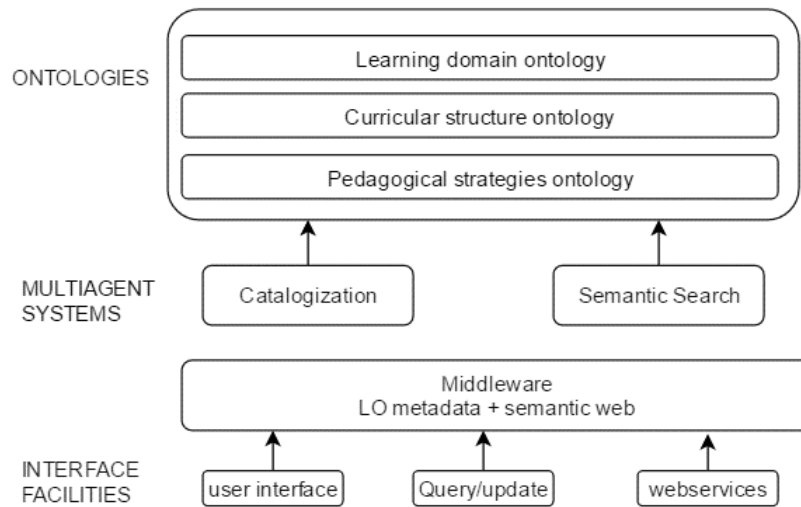 ONTOLOGIES
Learning domain ontology
Curricular structure ontology
Pedagogical strategies ontology
MULTIAGENT
SYSTEMS
Catalogization
Semantic Search
Middleware
LO metadata + semantic web
INTERFACE
FACILITIES
user interface
Query/update
webservices